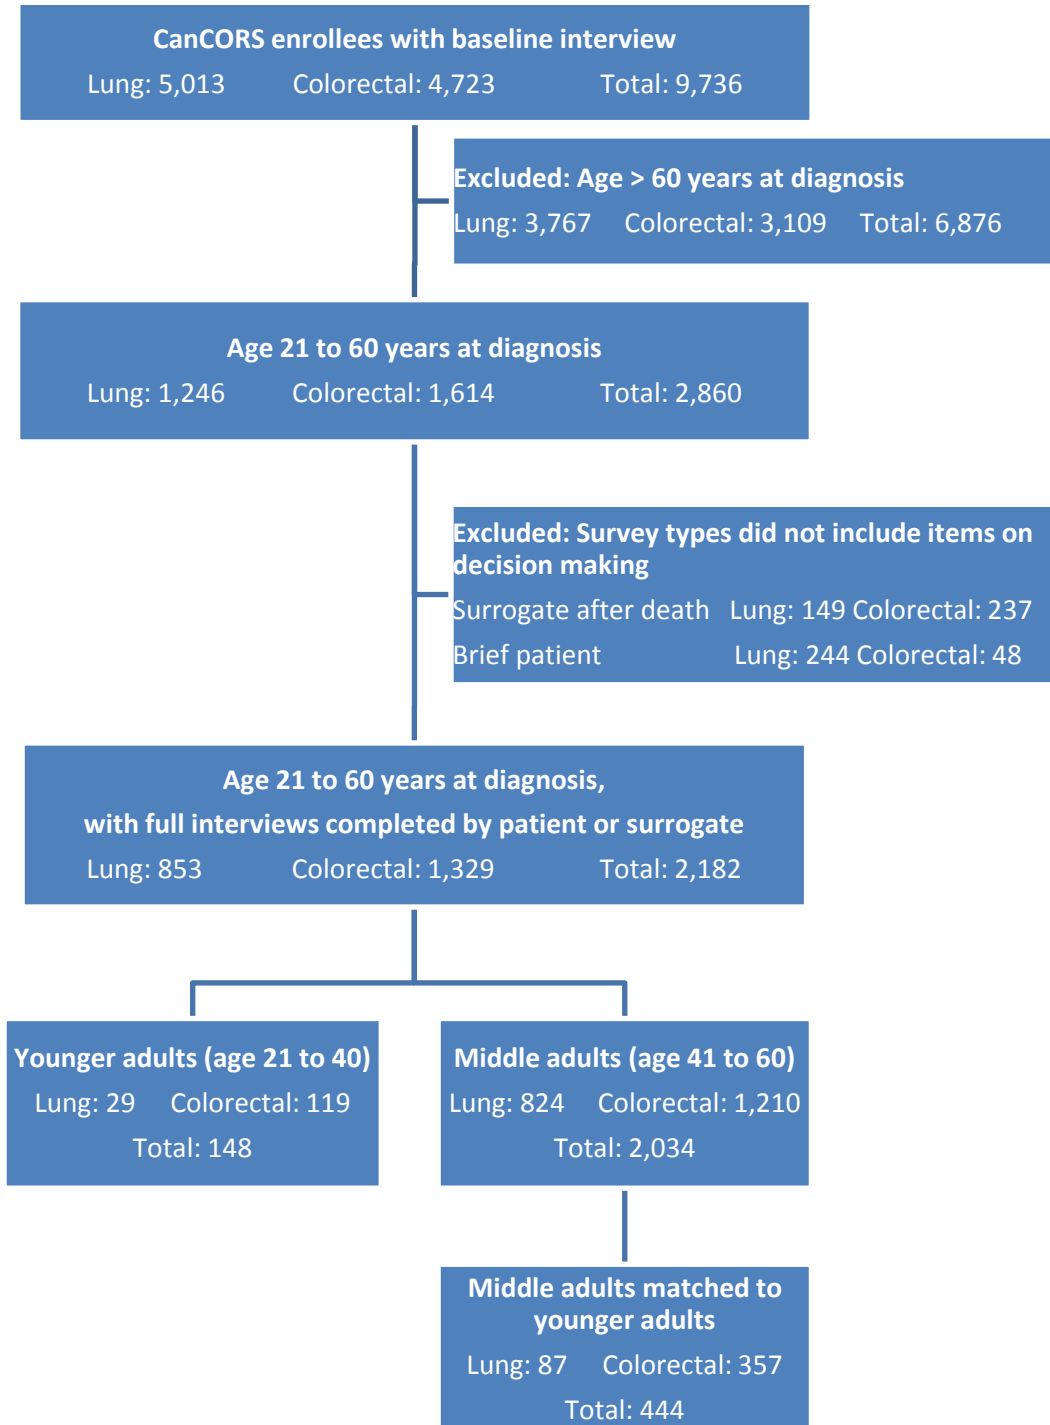 CanCORS enrollees with baseline interview
Lung: 5,013 Colorectal: 4,723 Total: 9,736
Excluded: Age > 60 years at diagnosis
Lung: 3,767 Colorectal: 3,109 Total: 6,876
Age 21 to 60 years at diagnosis
Lung: 1,246 Colorectal: 1,614 Total: 2,860
Excluded: Survey types did not include items on
decision making
Surrogate after death Lung: 149 Colorectal: 237
Brief patient Lung: 244 Colorectal: 48
Age 21 to 60 years at diagnosis,
with full interviews completed by patient or surrogate
Lung: 853 Colorectal: 1,329 Total: 2,182
Younger adults (age 21 to 40)
Lung: 29 Colorectal: 119
Total: 148
Middle adults (age 41 to 60)
Lung: 824 Colorectal: 1,210
Total: 2,034
Middle adults matched to
younger adults
Lung: 87 Colorectal: 357
Total: 444